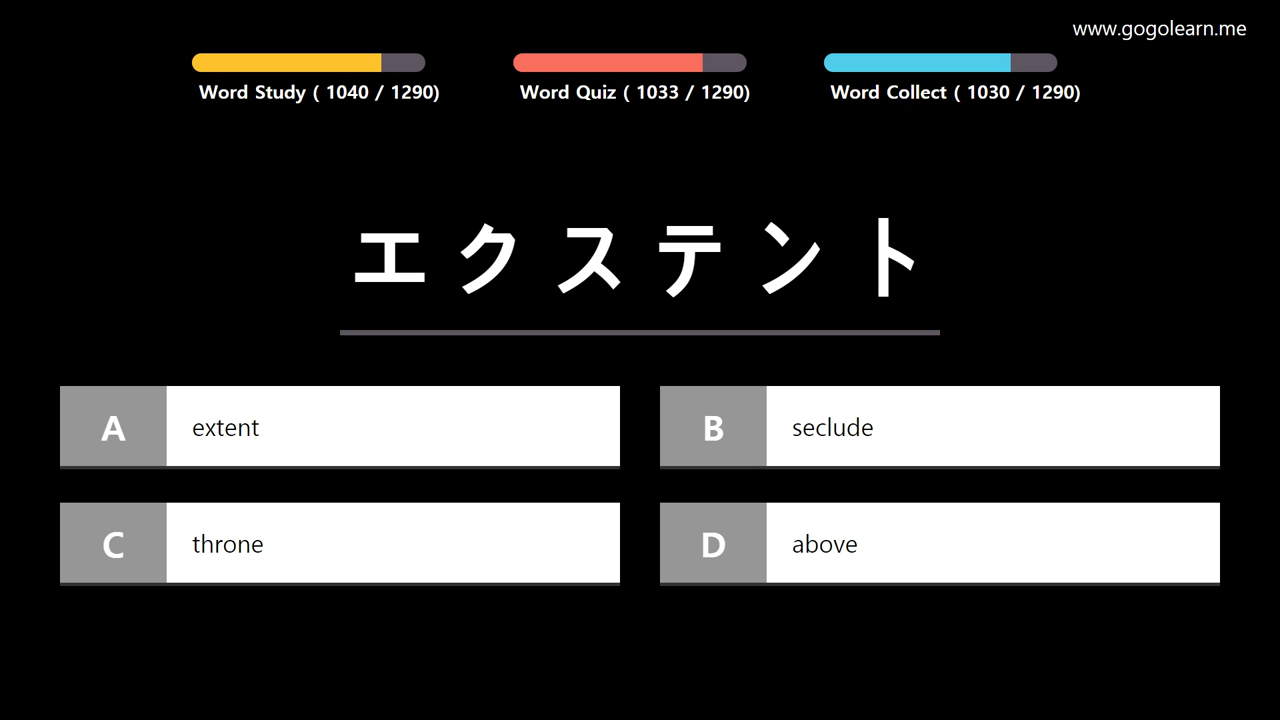 www.gogolearn.me
Word Study ( 1040 / 1290)
Word Quiz ( 1033 / 1290)
Word Collect ( 1030 / 1290)
エクステント
A extent
B seclude
C throne
D above